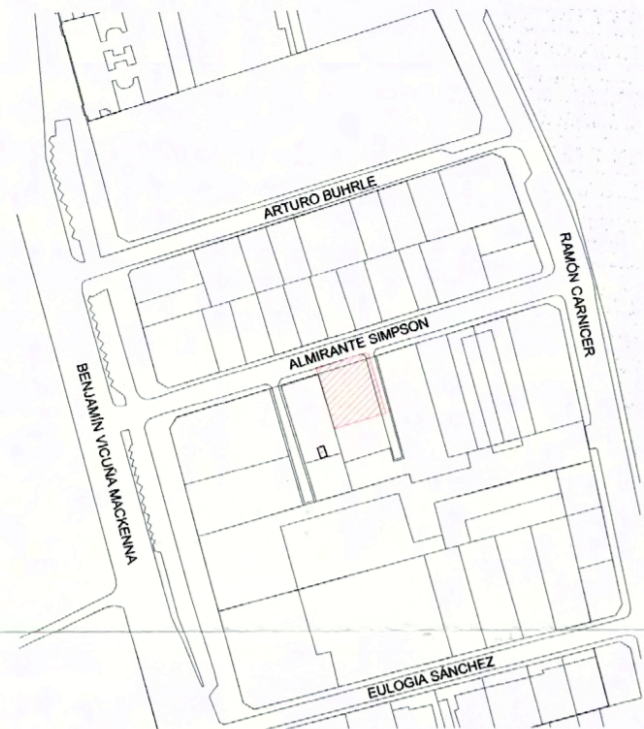 ARTURO BUHRLE
RAMÓN CARNICER
ALMIRANTE SIMPSON
BENJAMÍN VICUÑA MACKENNA
EULOGIA SÁNCHEZ